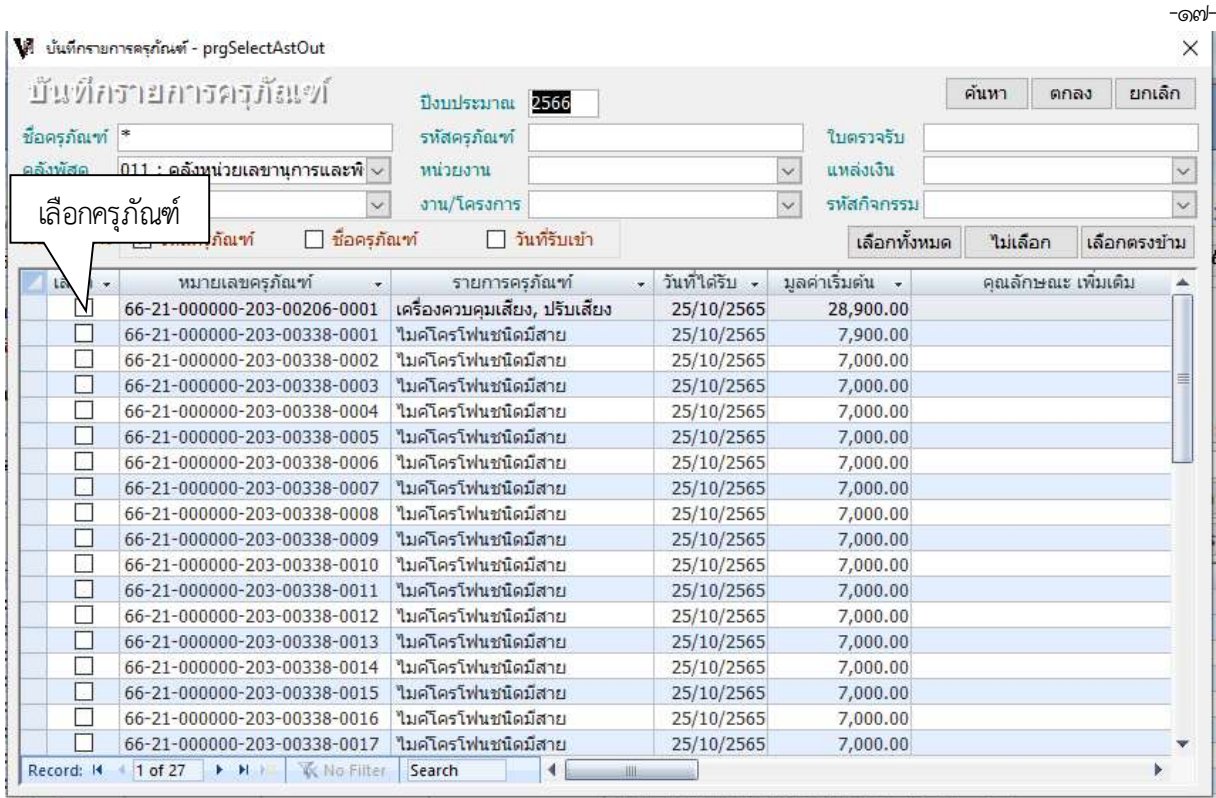 -๑๗-
บันทึกรายการครุภัณฑ์ - prgSelectAstOut
บันทึกรายการครุภัณฑ์
ปีงบประมาณ 2566
ค้นหา ตกลง ยกเลิก
ชื่อครุภัณฑ์ * รหัสครุภัณฑ์ ใบตรวจรับ
คลังพัสดุ 011 : คลังหน่วยเลขานุการและพิ หน่วยงาน แหล่งเงิน
เลือกครุภัณฑ์
งาน/โครงการ รหัสกิจกรรม
ชื่อครุภัณฑ์ วันที่รับเข้า เลือกทั้งหมด ไม่เลือก เลือกตรงข้าม
หมายเลขครุภัณฑ์ รายการครุภัณฑ์ วันที่ได้รับ มูลค่าเริ่มต้น คุณลักษณะ เพิ่มเติม
66-21-000000-203-00206-0001 เครื่องควบคุมเสียง, ปรับเสียง 25/10/2565 28,900.00
66-21-000000-203-00338-0001 ไมค์โครโฟนชนิดมีสาย 25/10/2565 7,900.00
66-21-000000-203-00338-0002 ไมค์โครโฟนชนิดมีสาย 25/10/2565 7,000.00
66-21-000000-203-00338-0003 ไมค์โครโฟนชนิดมีสาย 25/10/2565 7,000.00
66-21-000000-203-00338-0004 ไมค์โครโฟนชนิดมีสาย 25/10/2565 7,000.00
66-21-000000-203-00338-0005 ไมค์โครโฟนชนิดมีสาย 25/10/2565 7,000.00
66-21-000000-203-00338-0006 ไมค์โครโฟนชนิดมีสาย 25/10/2565 7,000.00
66-21-000000-203-00338-0007 ไมค์โครโฟนชนิดมีสาย 25/10/2565 7,000.00
66-21-000000-203-00338-0008 ไมค์โครโฟนชนิดมีสาย 25/10/2565 7,000.00
66-21-000000-203-00338-0009 ไมค์โครโฟนชนิดมีสาย 25/10/2565 7,000.00
66-21-000000-203-00338-0010 ไมค์โครโฟนชนิดมีสาย 25/10/2565 7,000.00
66-21-000000-203-00338-0011 ไมค์โครโฟนชนิดมีสาย 25/10/2565 7,000.00
66-21-000000-203-00338-0012 ไมค์โครโฟนชนิดมีสาย 25/10/2565 7,000.00
66-21-000000-203-00338-0013 ไมค์โครโฟนชนิดมีสาย 25/10/2565 7,000.00
66-21-000000-203-00338-0014 ไมค์โครโฟนชนิดมีสาย 25/10/2565 7,000.00
66-21-000000-203-00338-0015 ไมค์โครโฟนชนิดมีสาย 25/10/2565 7,000.00
66-21-000000-203-00338-0016 ไมค์โครโฟนชนิดมีสาย 25/10/2565 7,000.00
66-21-000000-203-00338-0017 ไมค์โครโฟนชนิดมีสาย 25/10/2565 7,000.00
Record: 1 of 27 No Filter Search